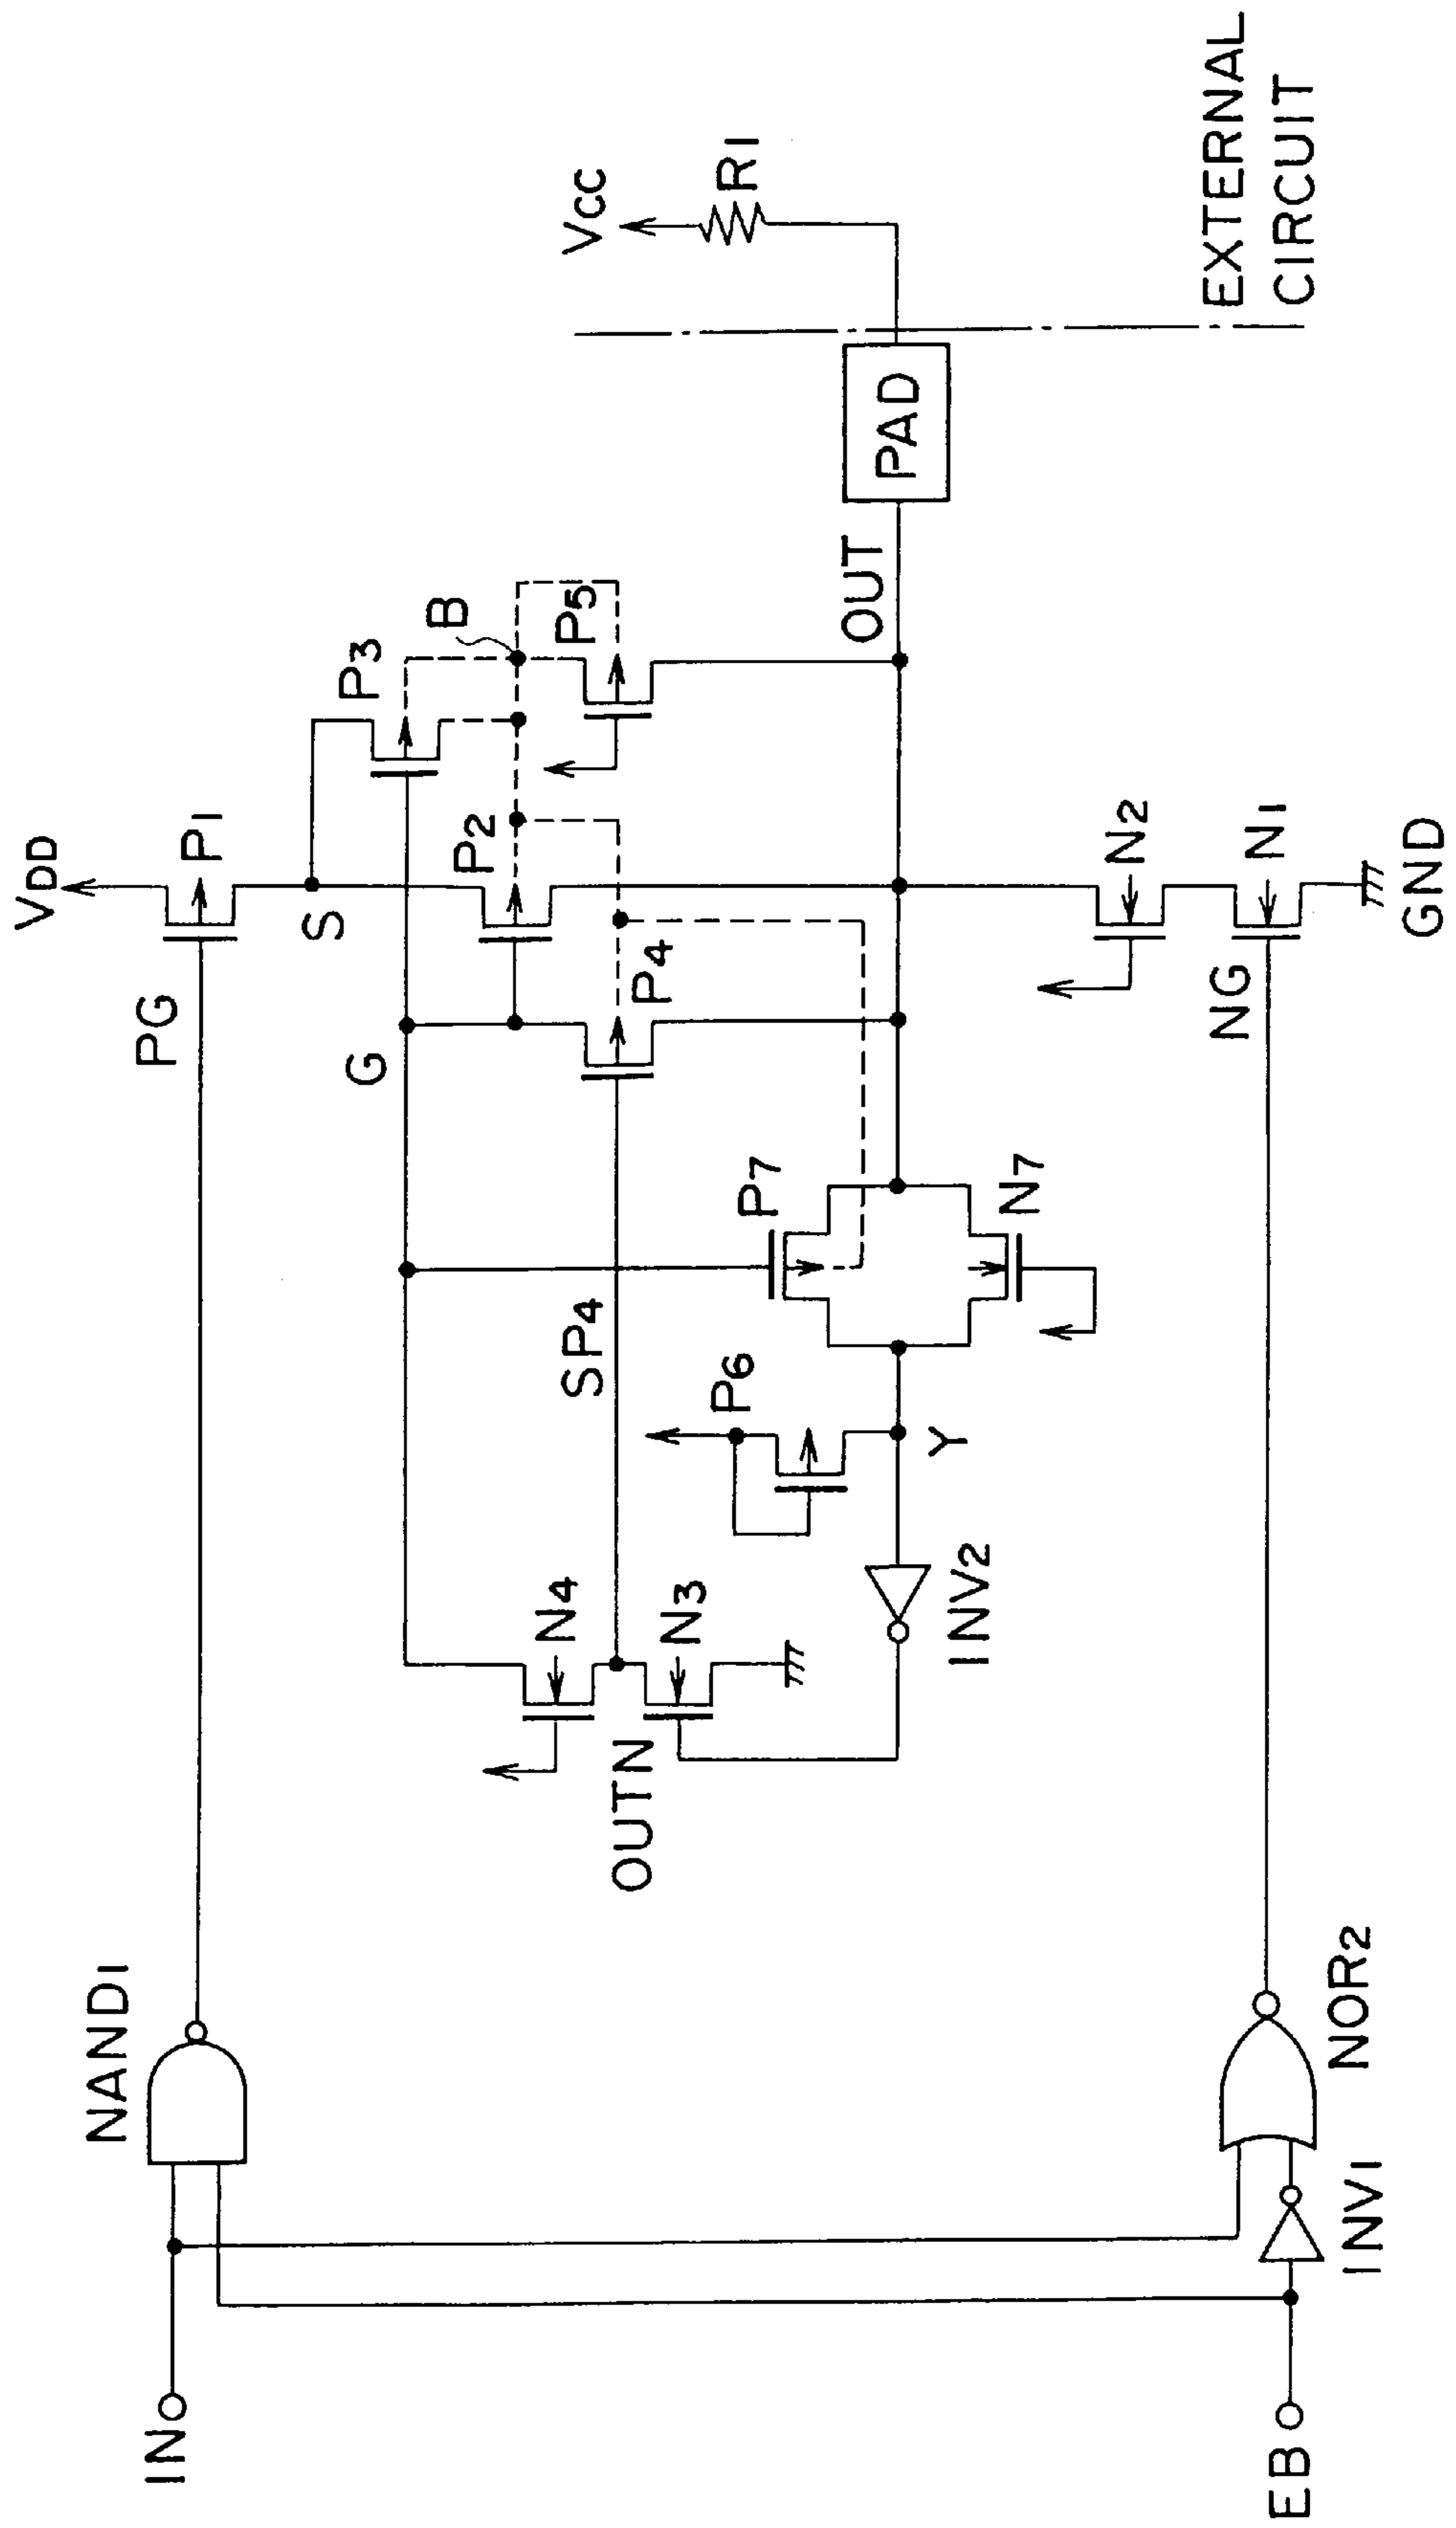 VDD
PG
P1
S
P3
B
P2
G
P5
P4
VCC
R1
NAND1
SP4
P7
OUT
PAD
N4
P6
N7
OUTN
N3
Y
INV2
N2
NG
N1
GND
IN
EB
INV1
NOR2
EXTERNAL
CIRCUIT